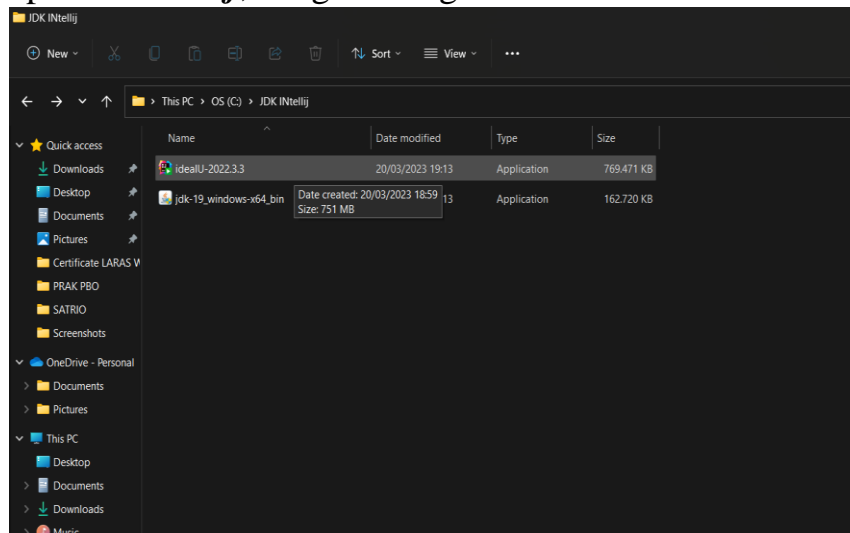 JDK INtellij
New
Sort
View
This PC > OS (C:) > JDK INtellij
Name Date modified Type Size
Quick access
Downloads
Desktop
Documents
Pictures
Certificate LARAS W
PRAK PBO
SATRIO
Screenshots
OneDrive - Personal
Documents
Pictures
This PC
Desktop
Documents
Downloads
Music
idealU-2022.3.3 20/03/2023 19:13 Application 769.471 KB
jdk-19_windows-x64_bin 13 Application 162.720 KB
Date created: 20/03/2023 18:59
Size: 751 MB